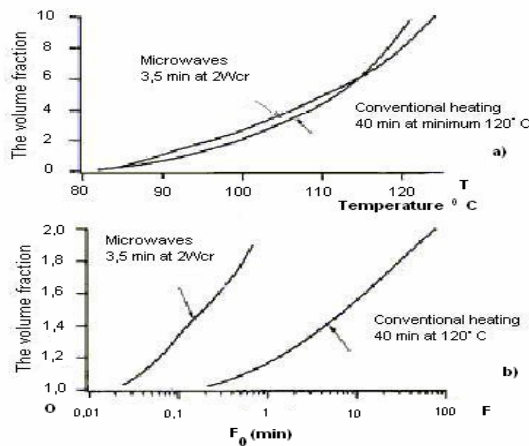 10
8
6
4
2
0
The volume fraction
Microwaves
3,5 min at 2Wcr
Conventional heating
40 min at minimum 120° C
a)
80 90 100 110 120
T
Temperature ° C
2,0
1,8
1,6
1,4
1,2
1,0
The volume fraction
Microwaves
3,5 min at 2Wcr
Conventional heating
40 min at 120° C
b)
O
0,01 0,1 1 10 100
F
F0 (min)